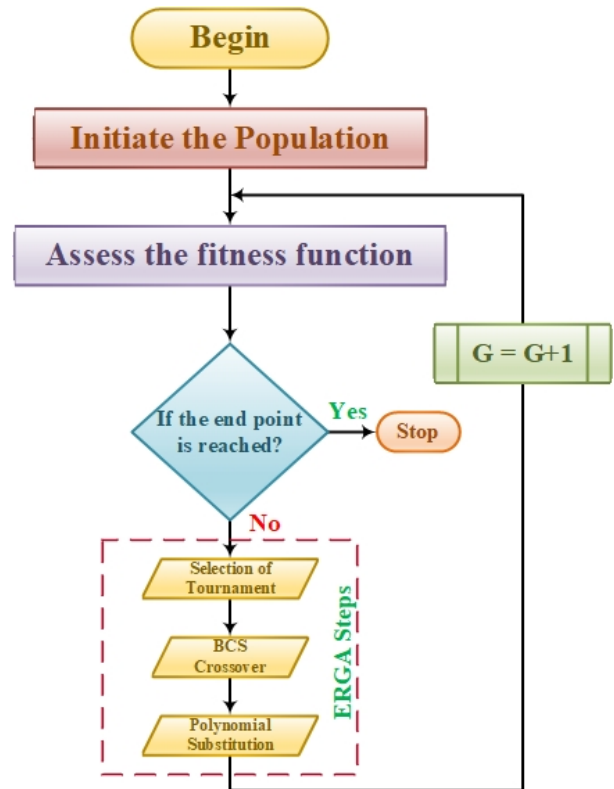 Begin
Initiate the Population
Assess the fitness function
G = G+1
If the end point
is reached?
Yes
Stop
No
Selection of
Tournament
BCS
Crossover
Polynomial
Substitution
ERGA Steps